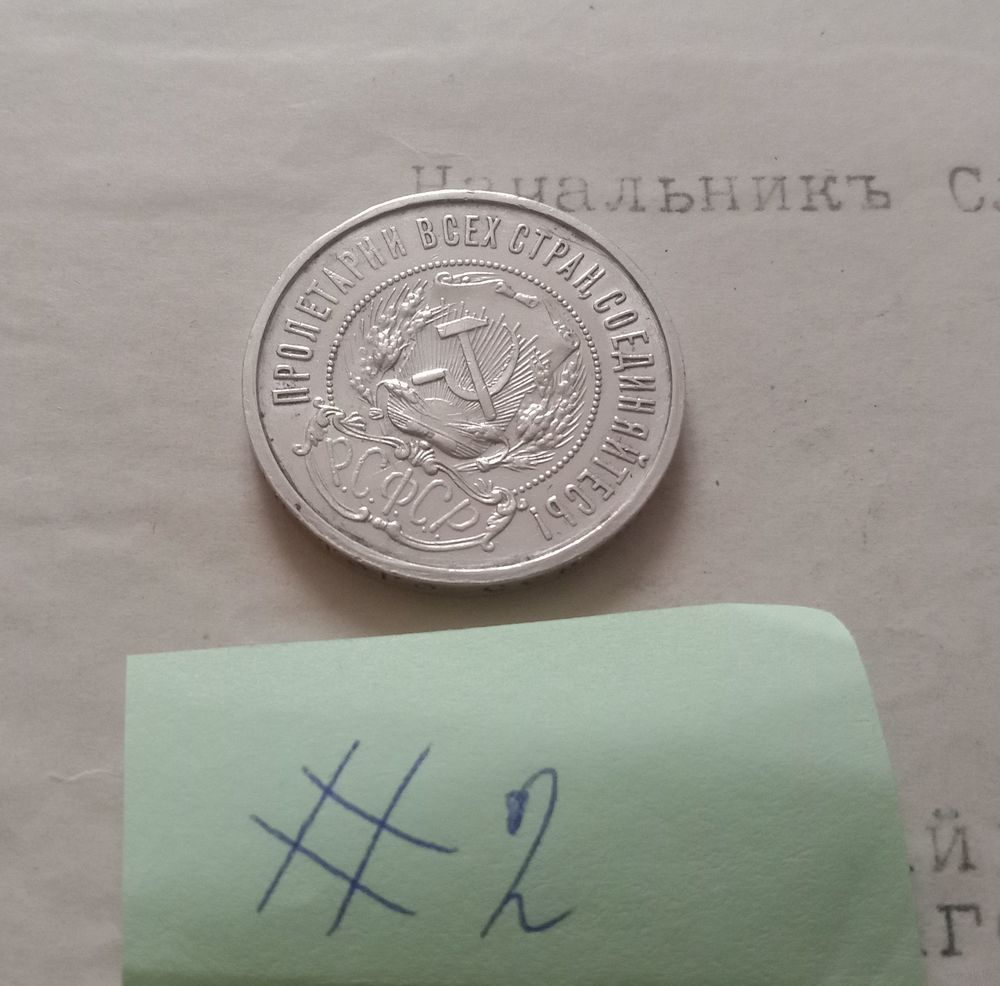 Начальникъ
ПРОЛЕТАРИИ ВСЕХ СТРАН, СОЕДИНЯЙТЕСЬ!
Р.С.Ф.С.Р.
#2